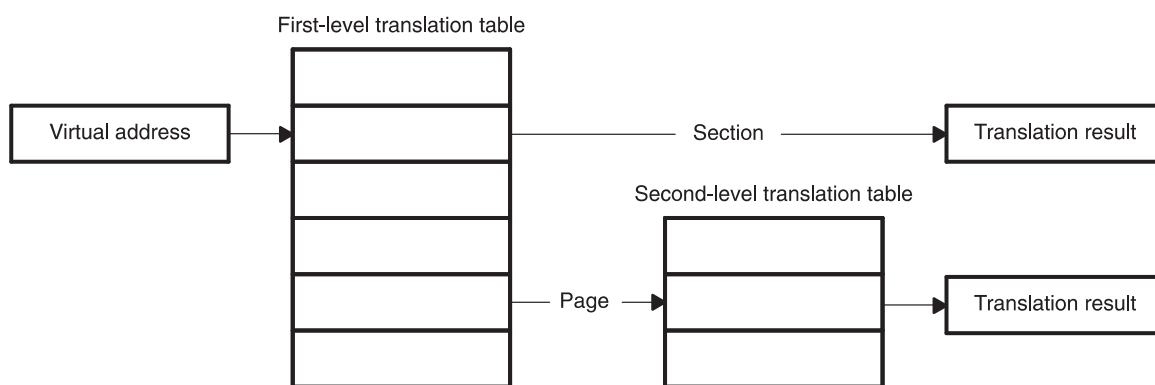 First-level translation table
Virtual address
Section
Translation result
Second-level translation table
Page
Translation result